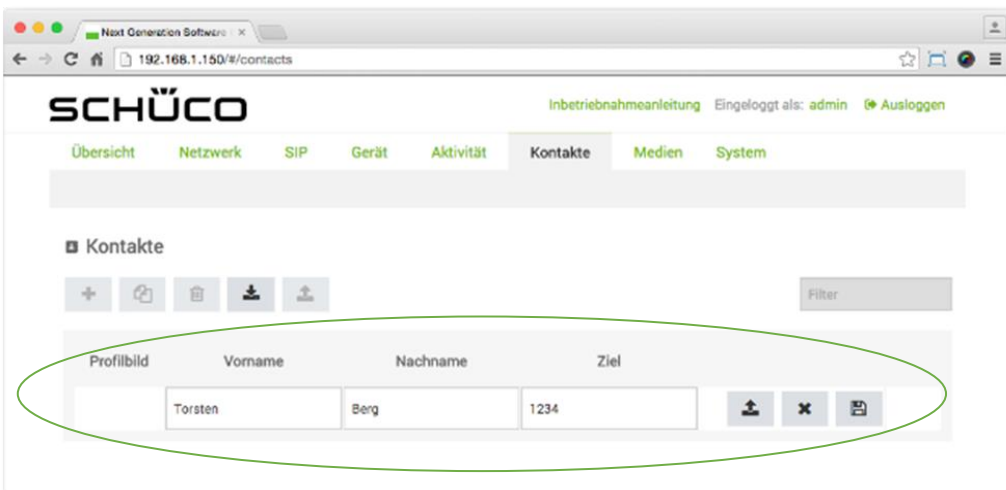 Next Generation Software
192.168.1.150/#/contacts
SCHÜCO
Inbetriebnahmeanleitung Eingeloggt als: admin Ausloggen
Übersicht Netzwerk SIP Gerät Aktivität Kontakte Medien System
Kontakte
Filter
Profilbild Vorname Nachname Ziel
Torsten Berg 1234